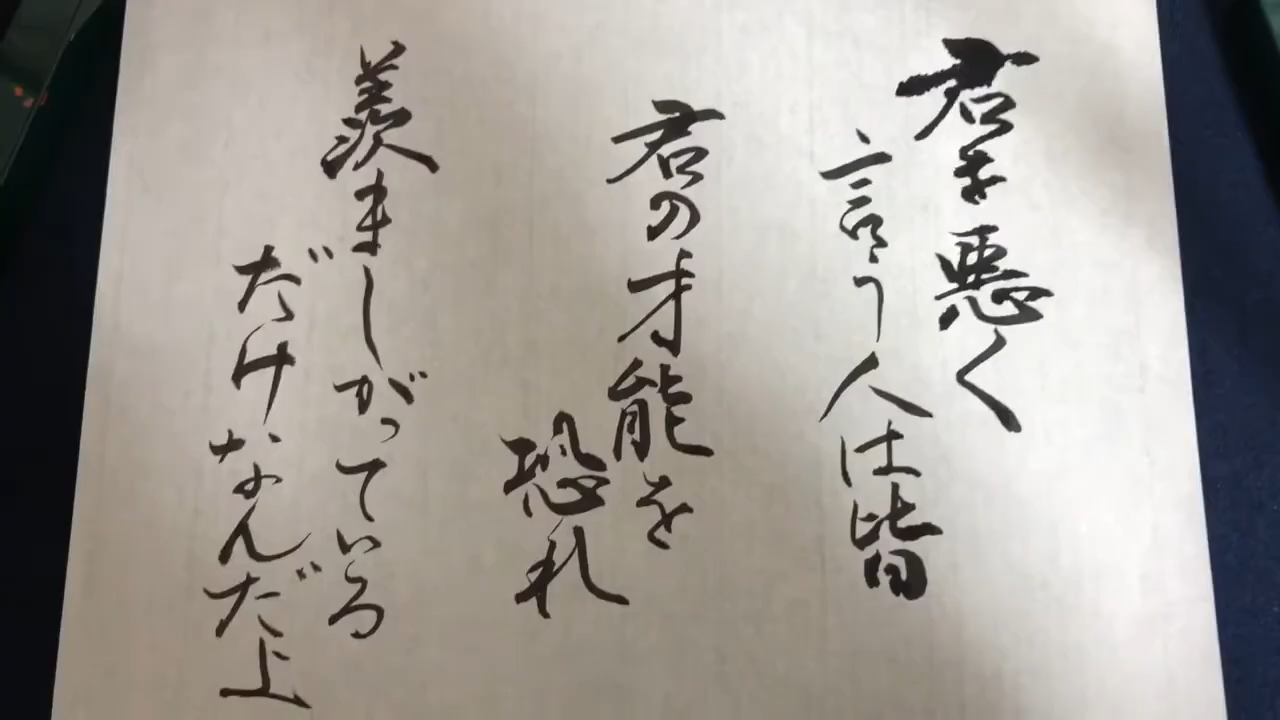 君を悪く
言う人は皆
君の才能を
恐れ
羨ましがっている
だけなんだよ